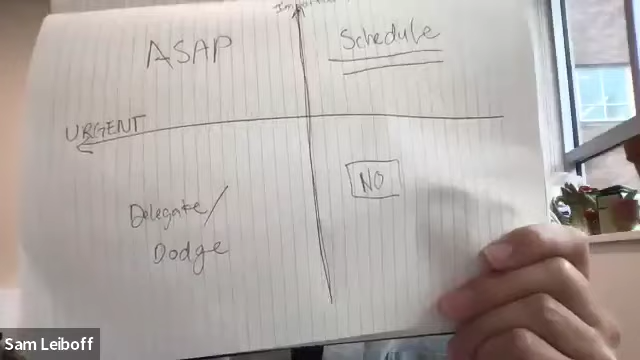 ASAP
Schedule
URGENT
NO
Delegate/
Dodge
Sam Leiboff